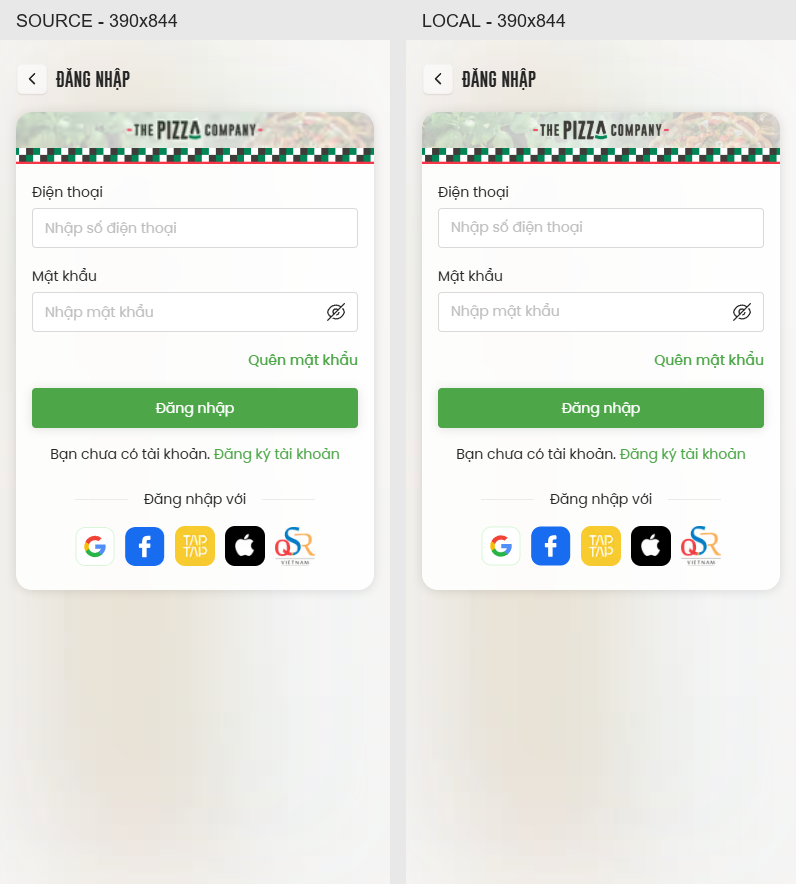 SOURCE - 390x844
ĐĂNG NHẬP
THE PIZZA COMPANY
Điện thoại
Nhập số điện thoại
Mật khẩu
Nhập mật khẩu
Quên mật khẩu
Đăng nhập
Bạn chưa có tài khoản. Đăng ký tài khoản
Đăng nhập với
G
f
TAP
TAP
QSR
VIETNAM
LOCAL - 390x844
ĐĂNG NHẬP
THE PIZZA COMPANY
Điện thoại
Nhập số điện thoại
Mật khẩu
Nhập mật khẩu
Quên mật khẩu
Đăng nhập
Bạn chưa có tài khoản. Đăng ký tài khoản
Đăng nhập với
G
f
TAP
TAP
QSR
VIETNAM